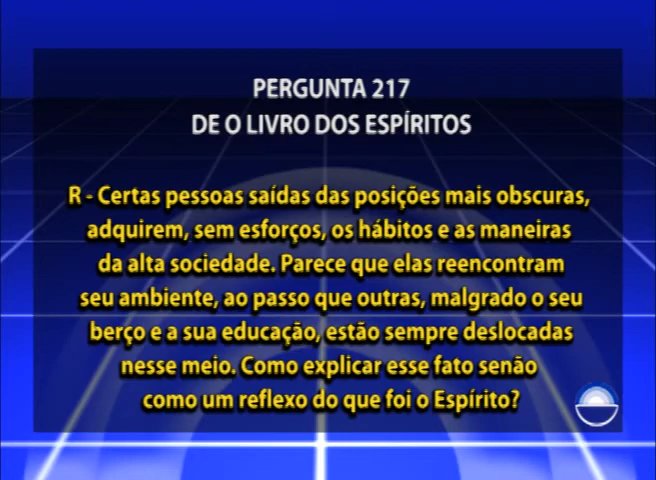 PERGUNTA 217
DE O LIVRO DOS ESPÍRITOS
R - Certas pessoas saídas das posições mais obscuras,
adquirem, sem esforços, os hábitos e as maneiras
da alta sociedade. Parece que elas reencontram
seu ambiente, ao passo que outras, malgrado o seu
berço e a sua educação, estão sempre deslocadas
nesse meio. Como explicar esse fato senão
como um reflexo do que foi o Espírito?